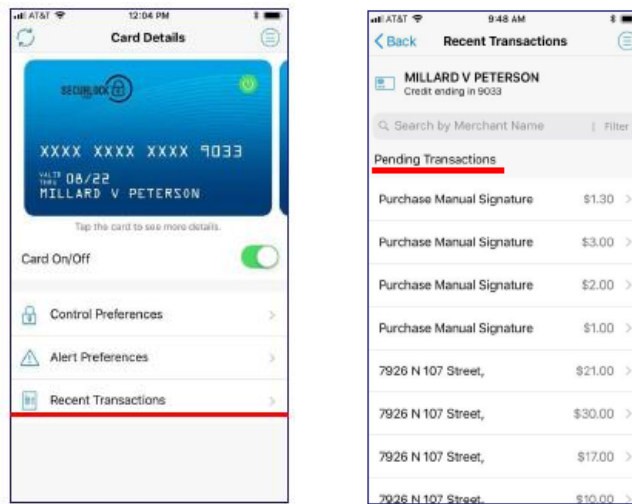 AT&T 12:04 PM
Card Details
SECURLOCK
XXXX XXXX XXXX 9033
VALID THRU 08/22
MILLARD V PETERSON
Tap the card to see more details.
Card On/Off
Control Preferences
Alert Preferences
Recent Transactions
AT&T 9:48 AM
Back Recent Transactions
MILLARD V PETERSON
Credit ending in 9033
Search by Merchant Name | Filter
Pending Transactions
Purchase Manual Signature $1.30
Purchase Manual Signature $3.00
Purchase Manual Signature $2.00
Purchase Manual Signature $1.00
7926 N 107 Street, $21.00
7926 N 107 Street, $30.00
7926 N 107 Street, $17.00
7926 N 107 Street, $10.00